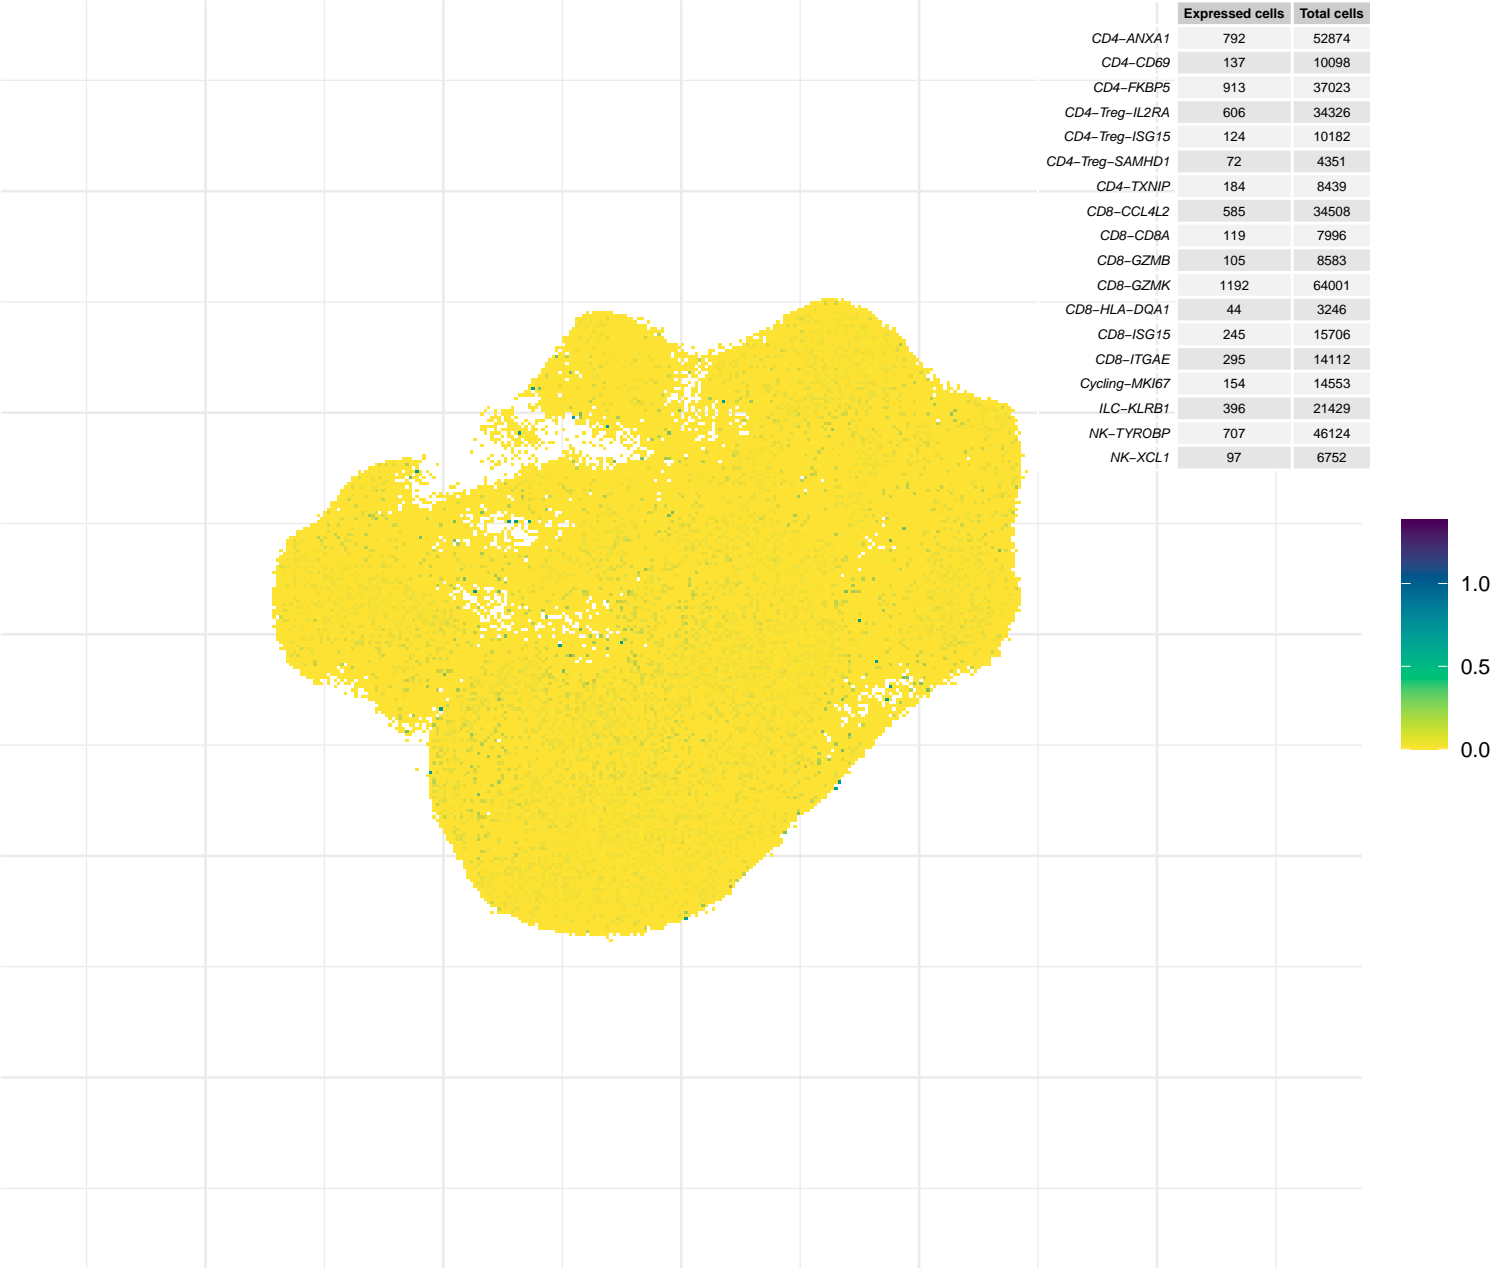 Expressed cells Total cells
CD4−ANXA1 792 52874
CD4−CD69 137 10098
CD4−FKBP5 913 37023
CD4−Treg−IL2RA 606 34326
CD4−Treg−ISG15 124 10182
CD4−Treg−SAMHD1 72 4351
CD4−TXNIP 184 8439
CD8−CCL4L2 585 34508
CD8−CD8A 119 7996
CD8−GZMB 105 8583
CD8−GZMK 1192 64001
CD8−HLA−DQA1 44 3246
CD8−ISG15 245 15706
CD8−ITGAE 295 14112
Cycling−MKI67 154 14553
ILC−KLRB1 396 21429
NK−TYROBP 707 46124
NK−XCL1 97 6752
1.0
0.5
0.0